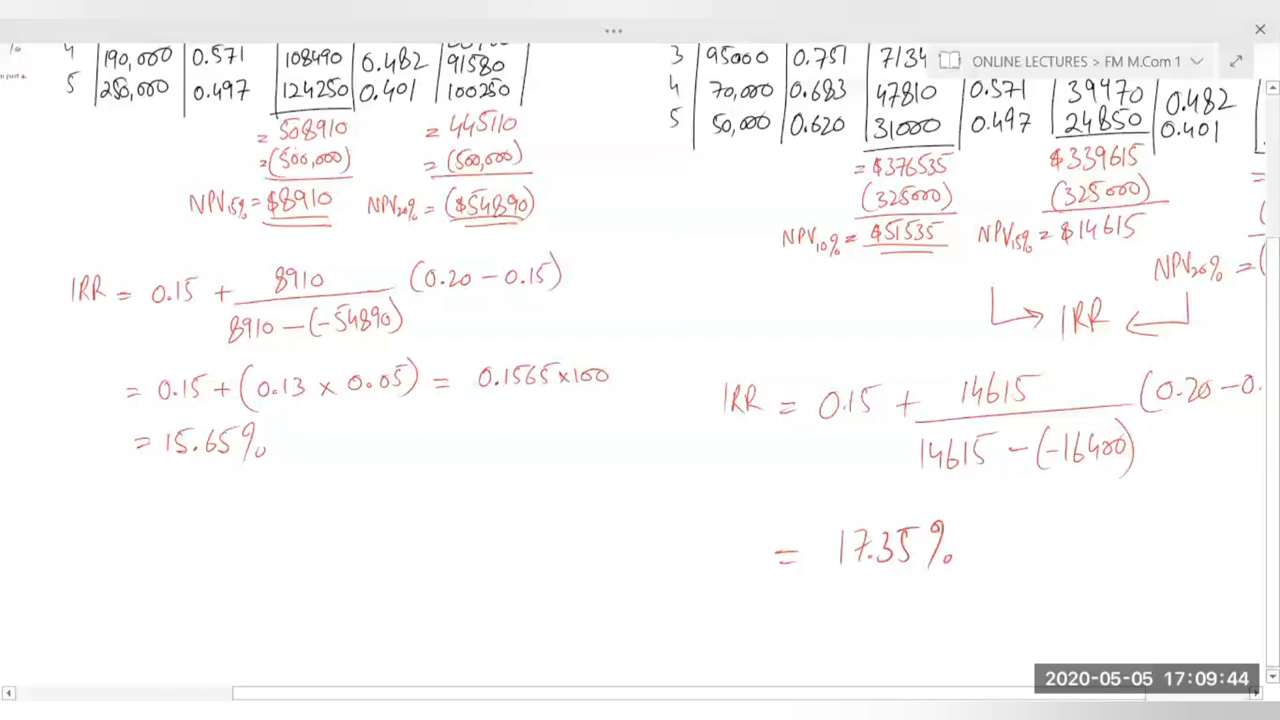 ONLINE LECTURES > FM M.Com 1
4 190,000 0.571 108490 0.482 91580
5 250,000 0.497 124250 0.401 100250
= 508910 = 445110
= (500,000) = (500,000)
NPV15% = $8910 NPV20% = ($54890)
IRR = 0.15 + 8910 (0.20 - 0.15)
8910 - (-54890)
= 0.15 + (0.13 x 0.05) = 0.1565 x 100
= 15.65%
3 95000 0.751 7134
4 70,000 0.683 47810 0.571 39970 0.482
5 50,000 0.620 31000 0.497 24850 0.401
= $376535 $339615 =
(325000) (325000) (
NPV10% = $51535 NPV15% = $14615
NPV20% = (
IRR
IRR = 0.15 + 14615 (0.20 - 0.
14615 - (-16400)
= 17.35%
2020-05-05 17:09:44